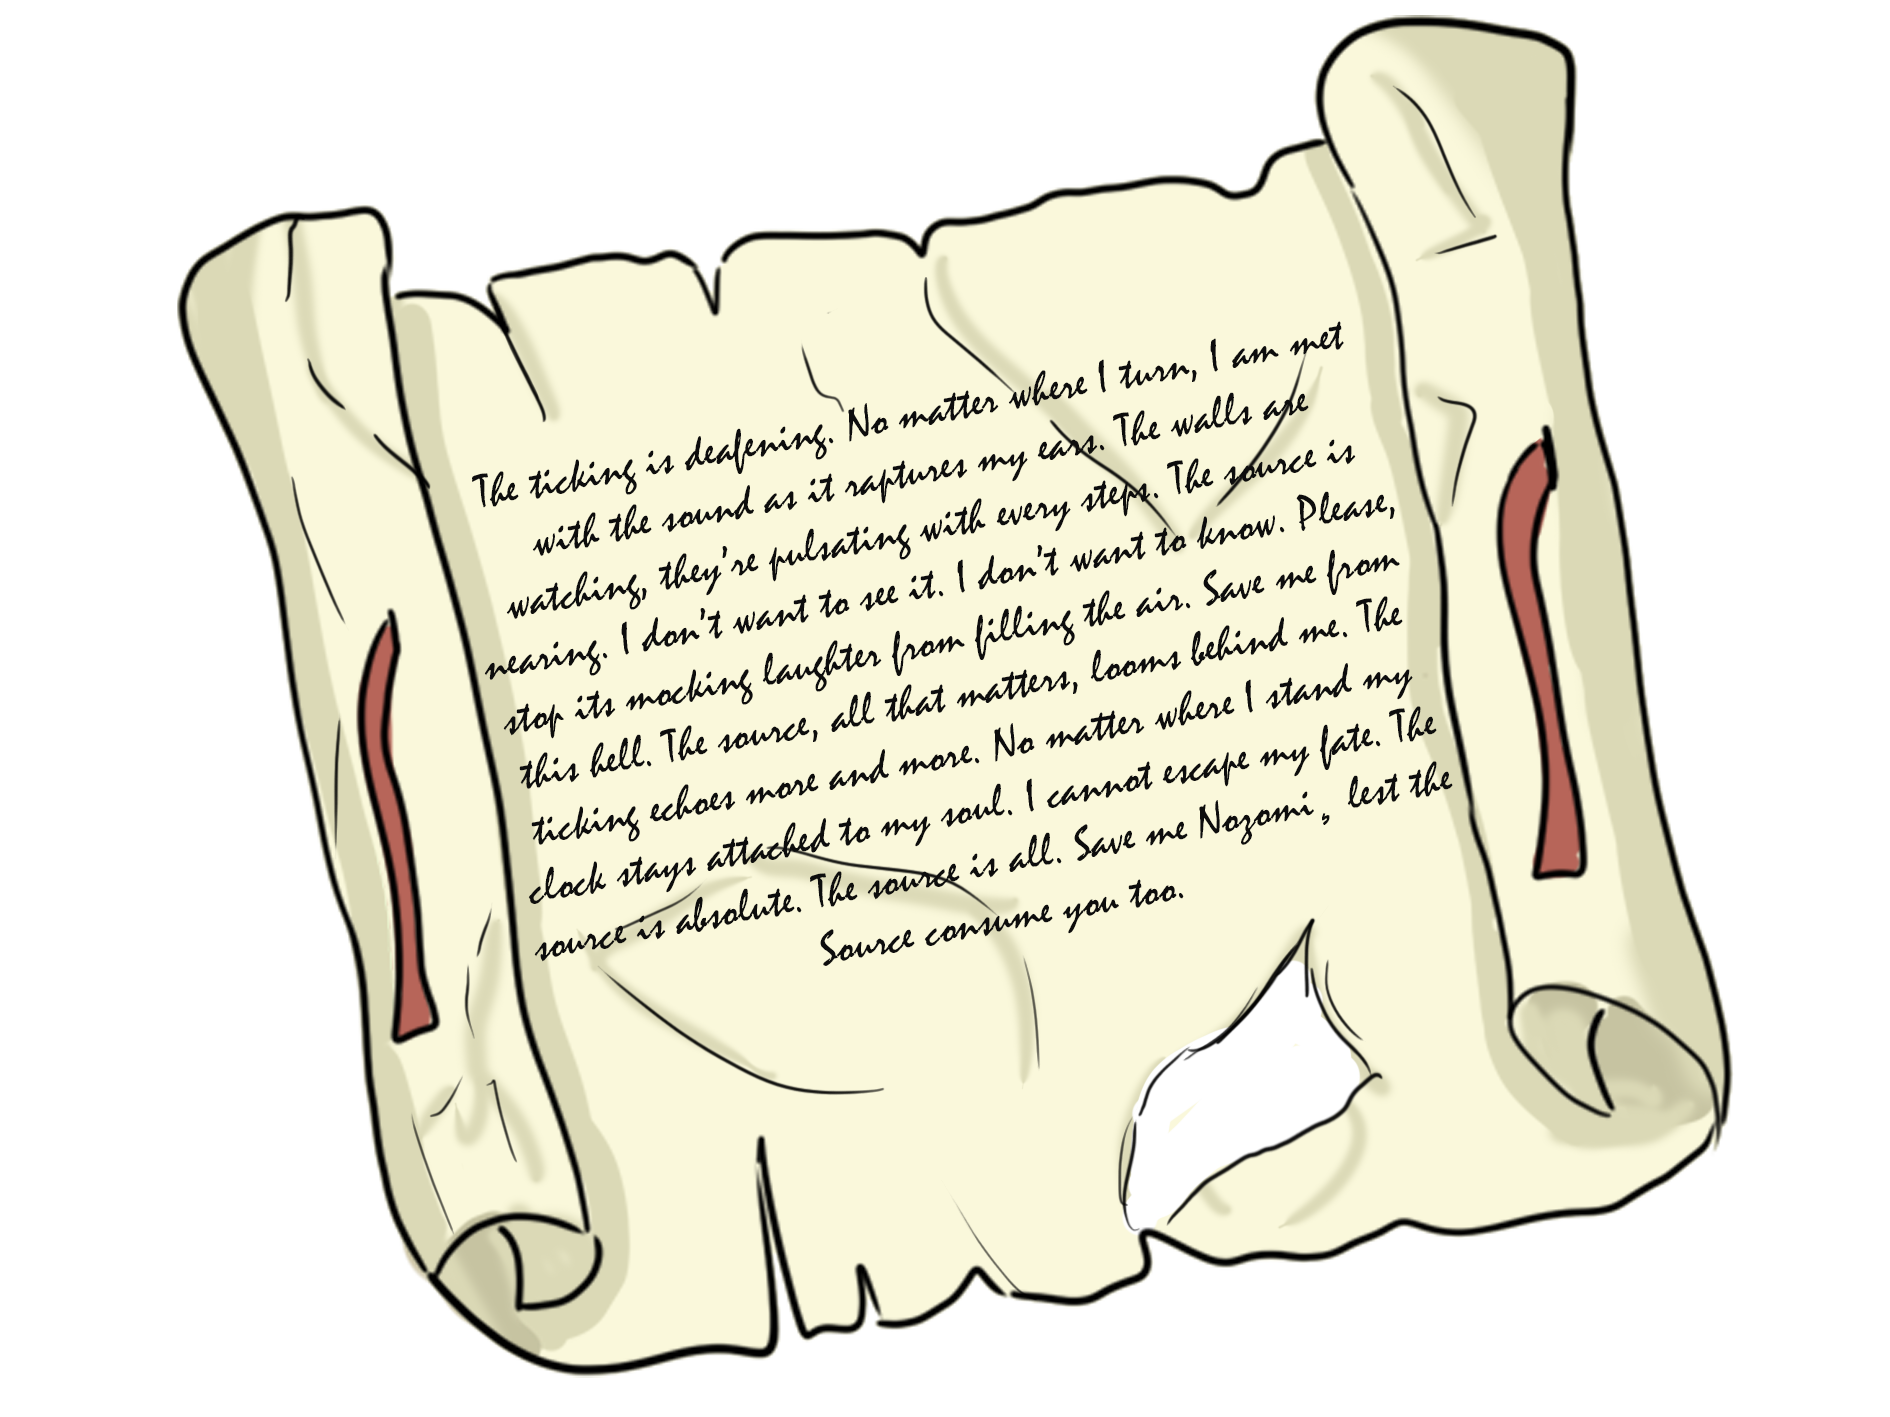 The ticking is deafening. No matter where I turn, I am met
with the sound as it raptures my ears. The walls are
watching, they're pulsating with every steps. The source is
nearing. I don't want to see it. I don't want to know. Please,
stop its mocking laughter from filling the air. Save me from
this hell. The source, all that matters, looms behind me. The
ticking echoes more and more. No matter where I stand my
clock stays attached to my soul. I cannot escape my fate. The
source is absolute. The source is all. Save me Nozomi, lest the
Source consume you too.